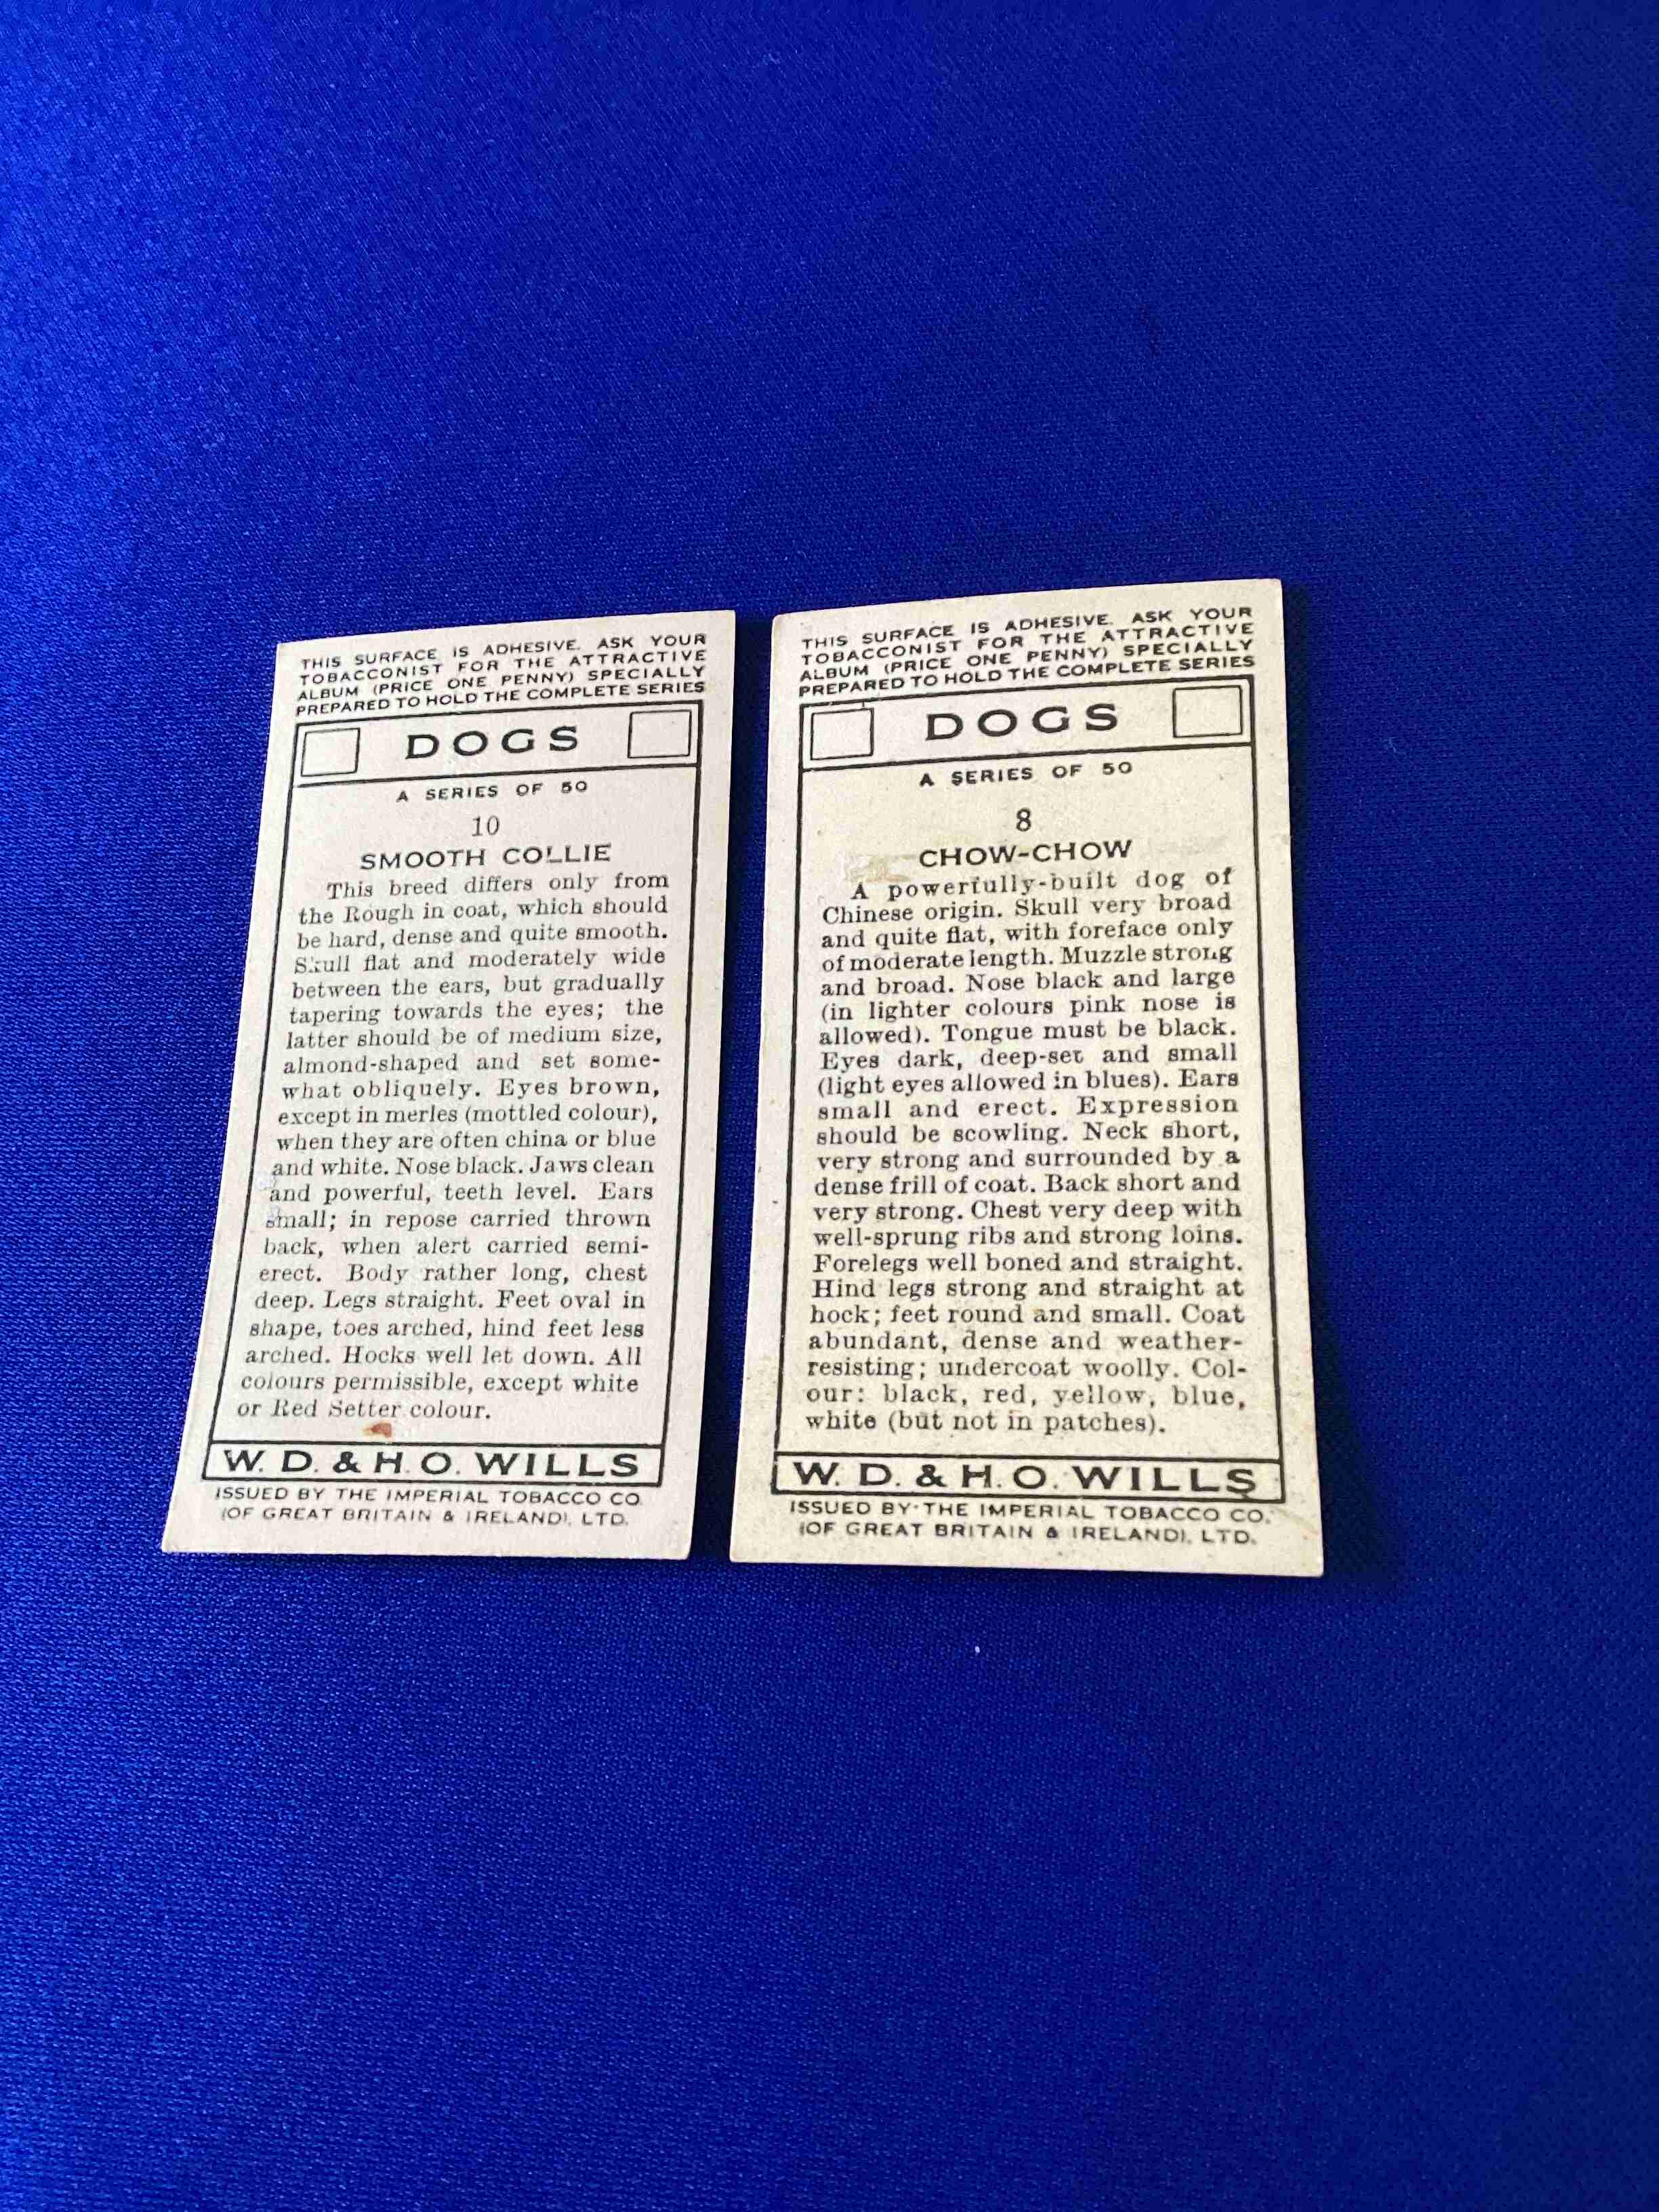 THIS SURFACE IS ADHESIVE. ASK YOUR
TOBACCONIST FOR THE ATTRACTIVE
ALBUM (PRICE ONE PENNY) SPECIALLY
PREPARED TO HOLD THE COMPLETE SERIES
DOGS
A SERIES OF 50
10
SMOOTH COLLIE
This breed differs only from
the Rough in coat, which should
be hard, dense and quite smooth.
Skull flat and moderately wide
between the ears, but gradually
tapering towards the eyes; the
latter should be of medium size,
almond-shaped and set some-
what obliquely. Eyes brown,
except in merles (mottled colour),
when they are often china or blue
and white. Nose black. Jaws clean
and powerful, teeth level. Ears
small; in repose carried thrown
back, when alert carried semi-
erect. Body rather long, chest
deep. Legs straight. Feet oval in
shape, toes arched, hind feet less
arched. Hocks well let down. All
colours permissible, except white
or Red Setter colour.
W. D. & H. O. WILLS
ISSUED BY THE IMPERIAL TOBACCO CO.
(OF GREAT BRITAIN & IRELAND), LTD.
THIS SURFACE IS ADHESIVE. ASK YOUR
TOBACCONIST FOR THE ATTRACTIVE
ALBUM (PRICE ONE PENNY) SPECIALLY
PREPARED TO HOLD THE COMPLETE SERIES
DOGS
A SERIES OF 50
8
CHOW-CHOW
A powerfully-built dog of
Chinese origin. Skull very broad
and quite flat, with foreface only
of moderate length. Muzzle strong
and broad. Nose black and large
(in lighter colours pink nose is
allowed). Tongue must be black.
Eyes dark, deep-set and small
(light eyes allowed in blues). Ears
small and erect. Expression
should be scowling. Neck short,
very strong and surrounded by a
dense frill of coat. Back short and
very strong. Chest very deep with
well-sprung ribs and strong loins.
Forelegs well boned and straight.
Hind legs strong and straight at
hock; feet round and small. Coat
abundant, dense and weather-
resisting; undercoat woolly. Col-
our: black, red, yellow, blue,
white (but not in patches).
W. D. & H. O. WILLS
ISSUED BY THE IMPERIAL TOBACCO CO.
(OF GREAT BRITAIN & IRELAND), LTD.